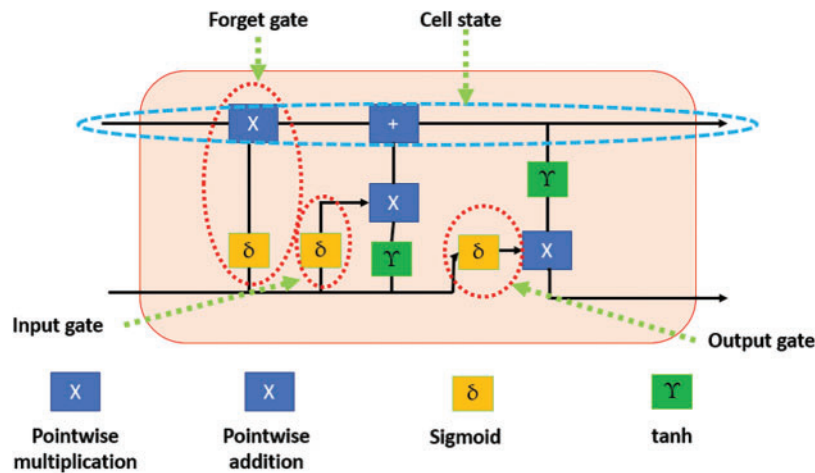 Forget gate
Cell state
X
+
X
ϒ
δ
δ
ϒ
δ
X
Input gate
Output gate
X
X
δ
ϒ
Pointwise
multiplication
Pointwise
addition
Sigmoid
tanh